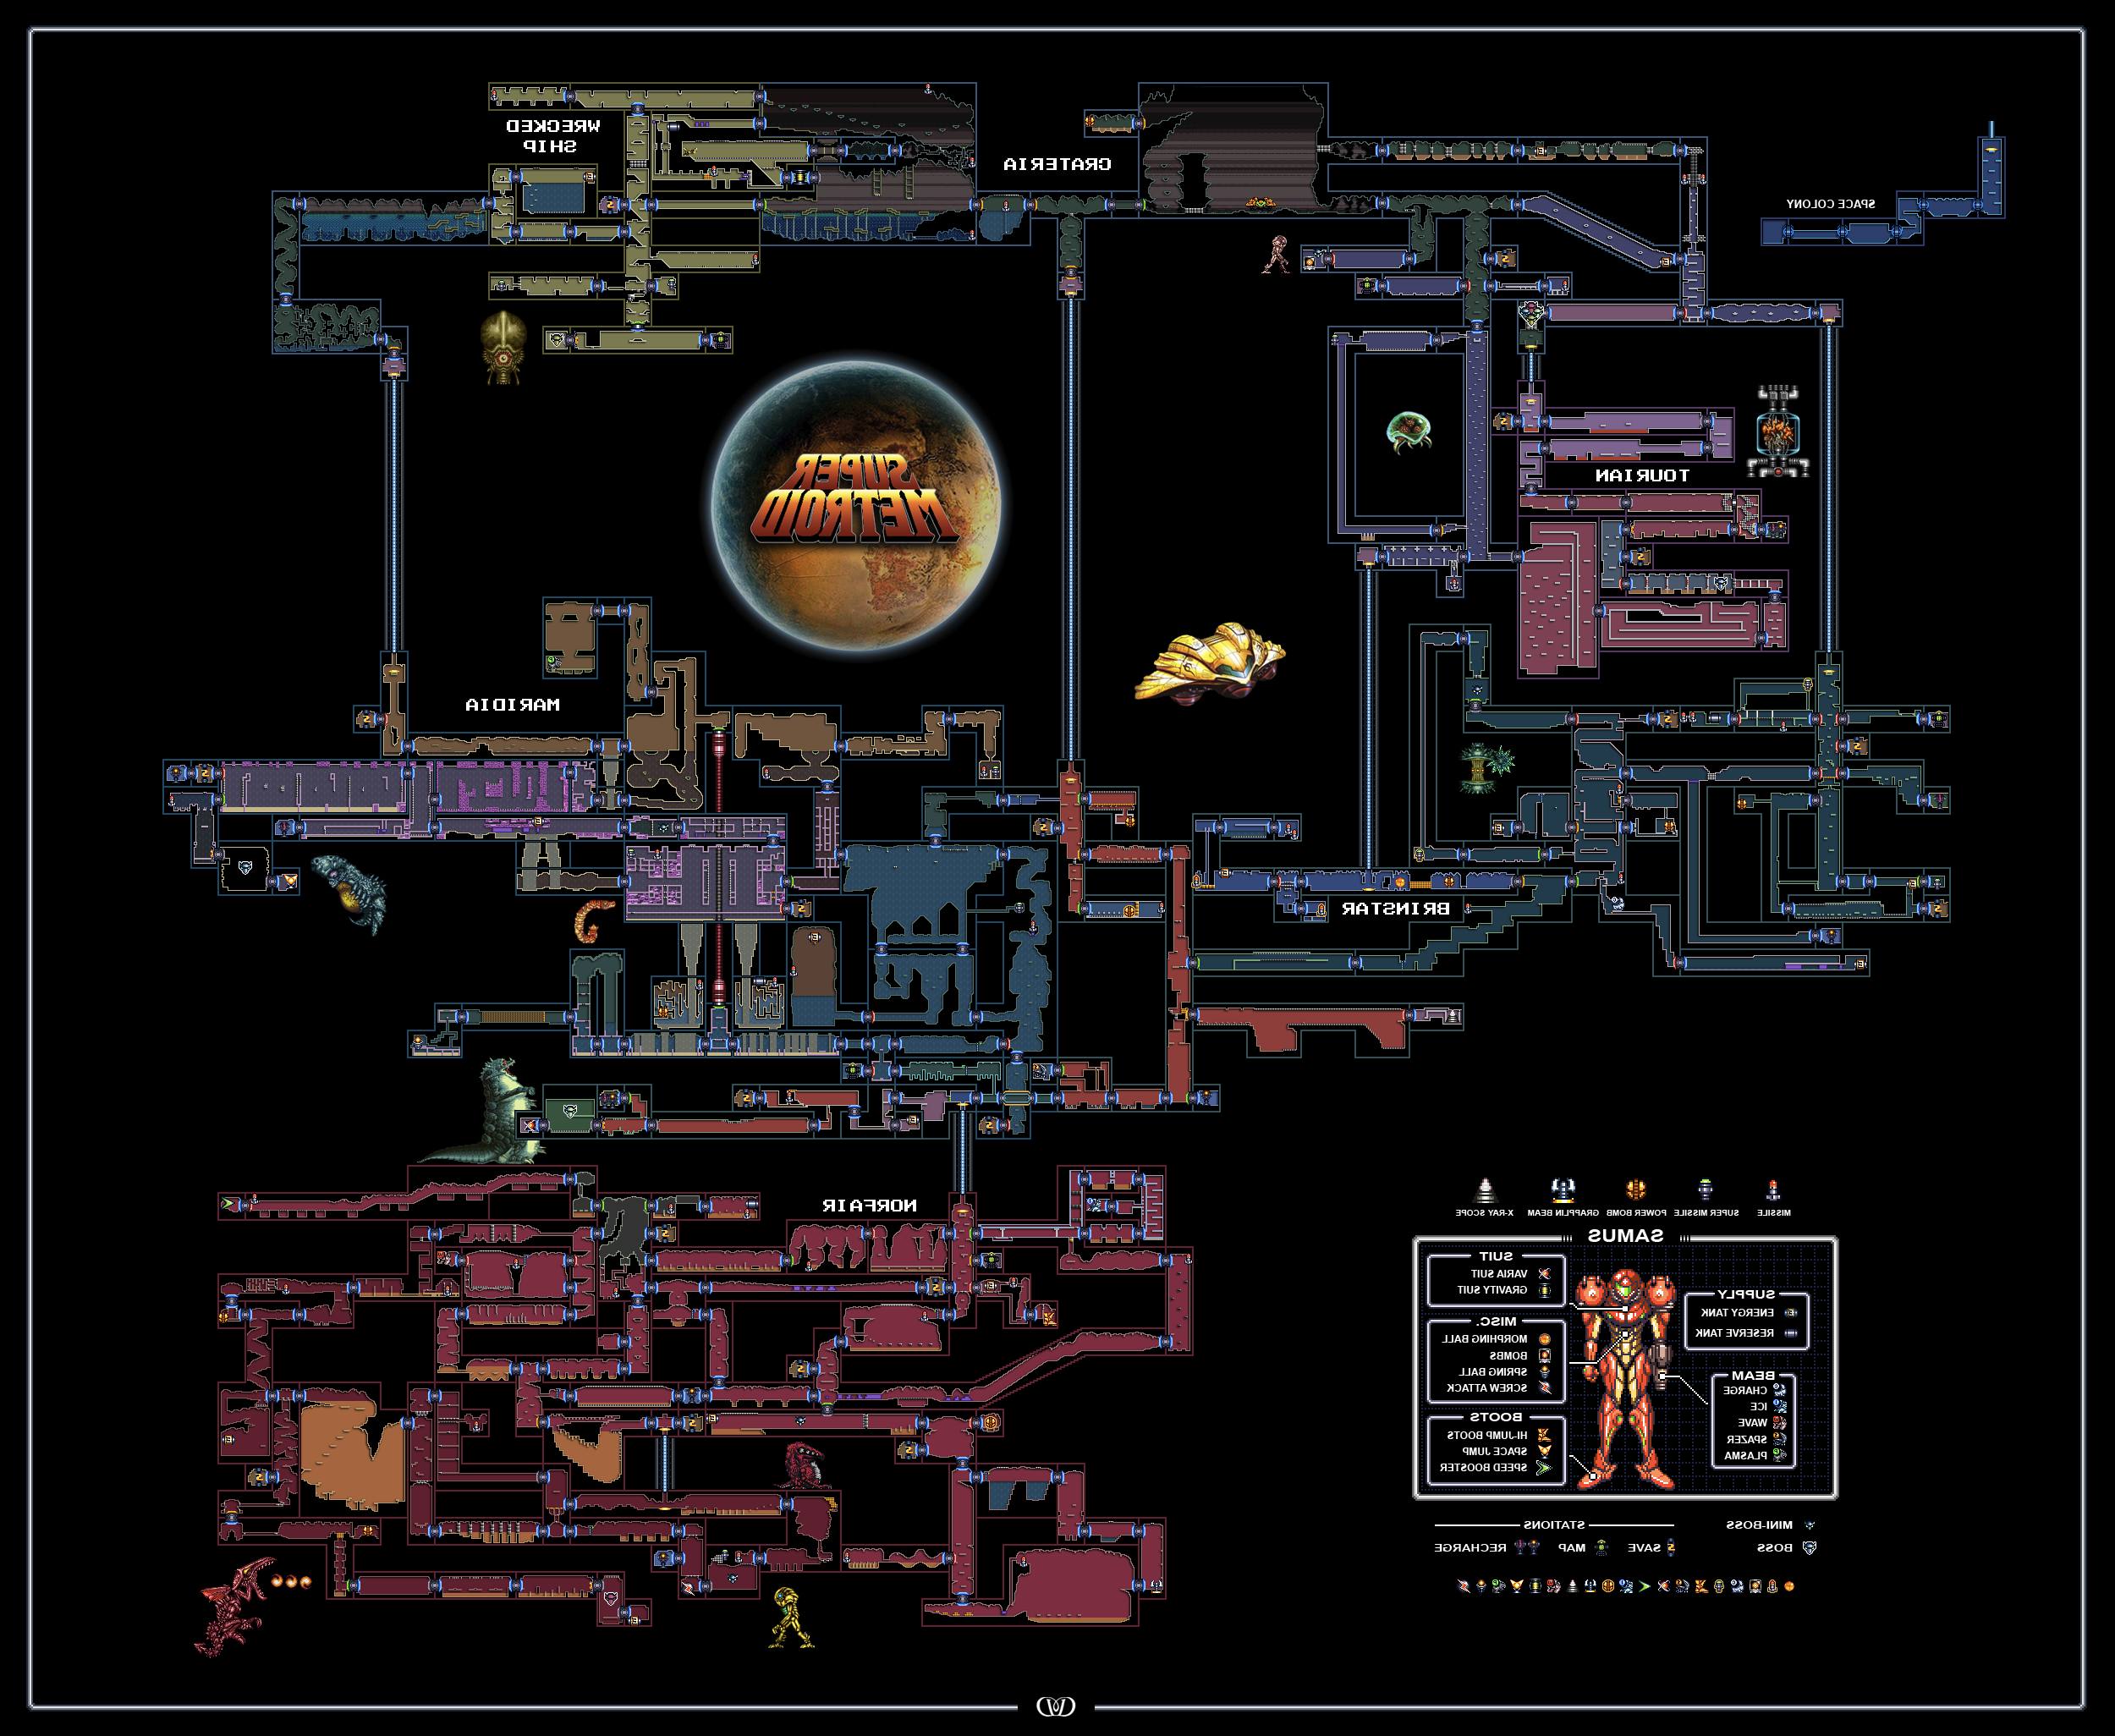 WRECKED
SHIP
CRATERIA
SPACE COLONY
SUPER
METROID
TOURIAN
MARIDIA
BRINSTAR
NORFAIR
MISSILE
SUPER MISSILE
POWER BOMB
GRAPPLIN BEAM
X-RAY SCOPE
SAMUS
SUPPLY
ENERGY TANK
RESERVE TANK
BEAM
CHARGE
ICE
WAVE
SPAZER
PLASMA
SUIT
VARIA SUIT
GRAVITY SUIT
MISC.
MORPHING BALL
BOMBS
SPRING BALL
SCREW ATTACK
BOOTS
HI-JUMP BOOTS
SPACE JUMP
SPEED BOOSTER
MINI-BOSS
BOSS
STATIONS
SAVE
MAP
RECHARGE